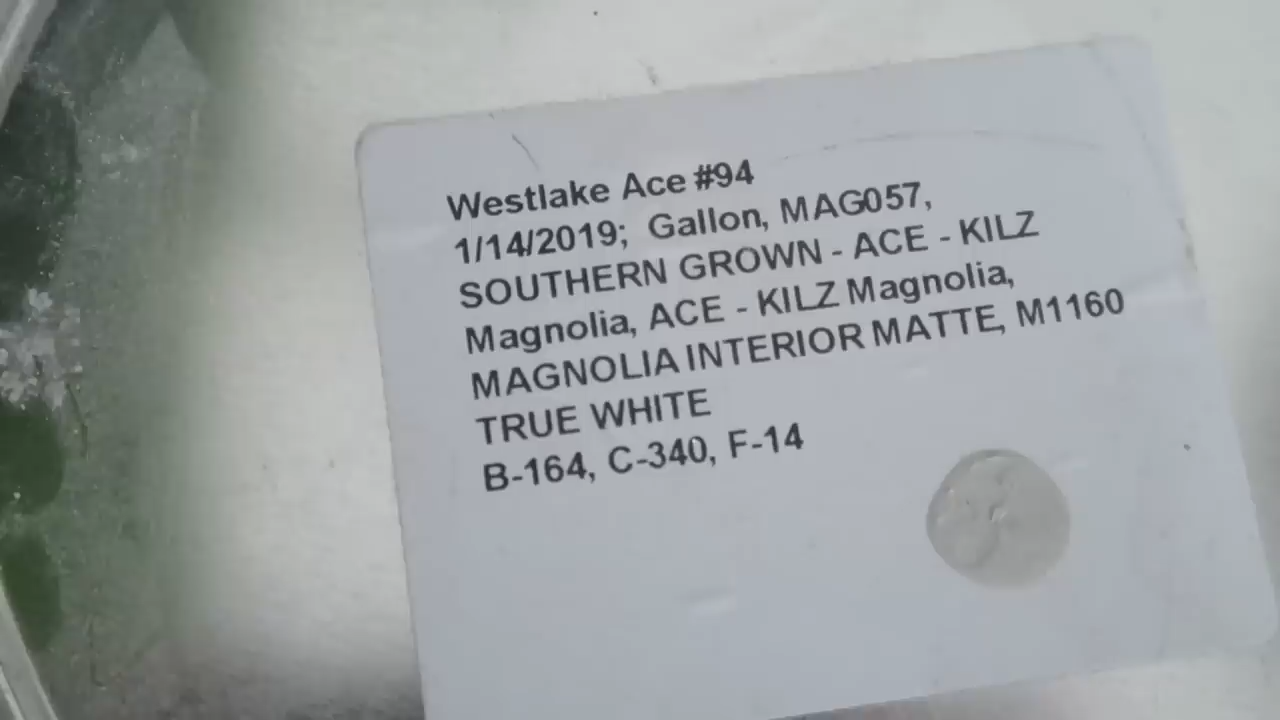 Westlake Ace #94
1/14/2019; Gallon, MAG057,
SOUTHERN GROWN - ACE - KILZ
Magnolia, ACE - KILZ Magnolia,
MAGNOLIA INTERIOR MATTE, M1160
TRUE WHITE
B-164, C-340, F-14